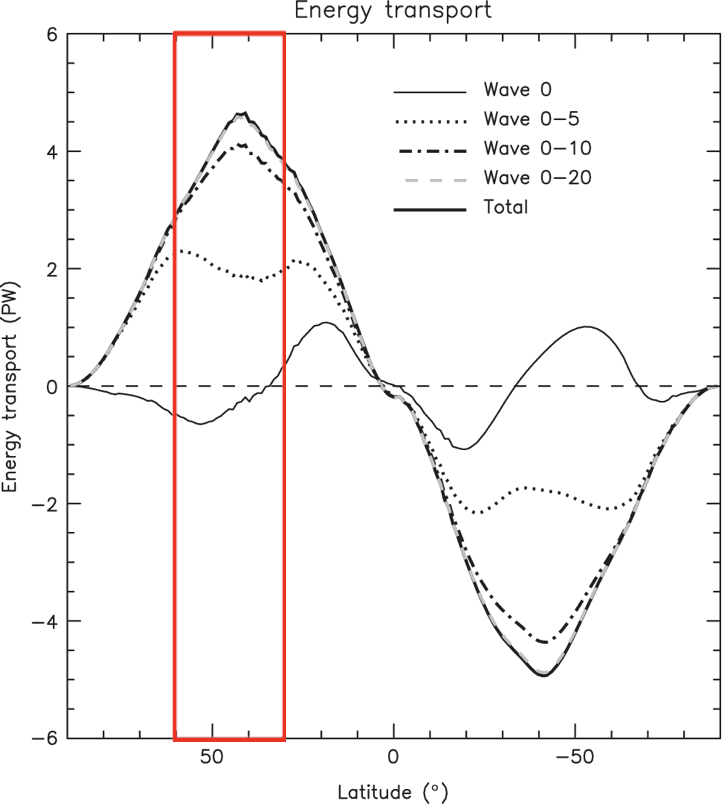 Energy transport
6
4
2
0
−2
−4
−6
Energy transport (PW)
Wave 0
Wave 0−5
Wave 0−10
Wave 0−20
Total
50
0
−50
Latitude (°)